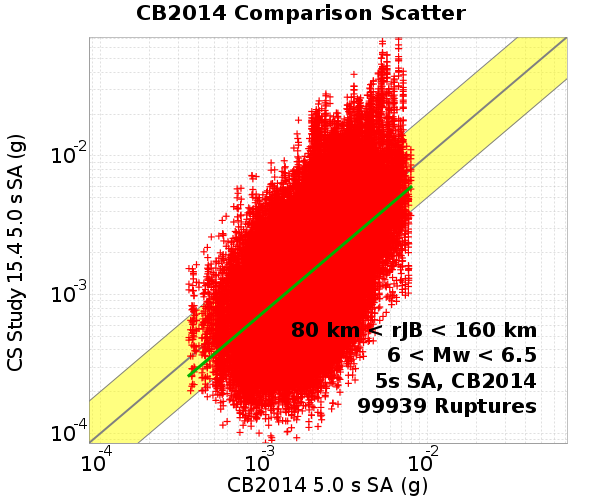 CB2014 Comparison Scatter
CS Study 15.4 5.0 s SA (g)
10-2
10-3
10-4
80 km < rJB < 160 km
6 < Mw < 6.5
5s SA, CB2014
99939 Ruptures
10-4
10-3
10-2
CB2014 5.0 s SA (g)